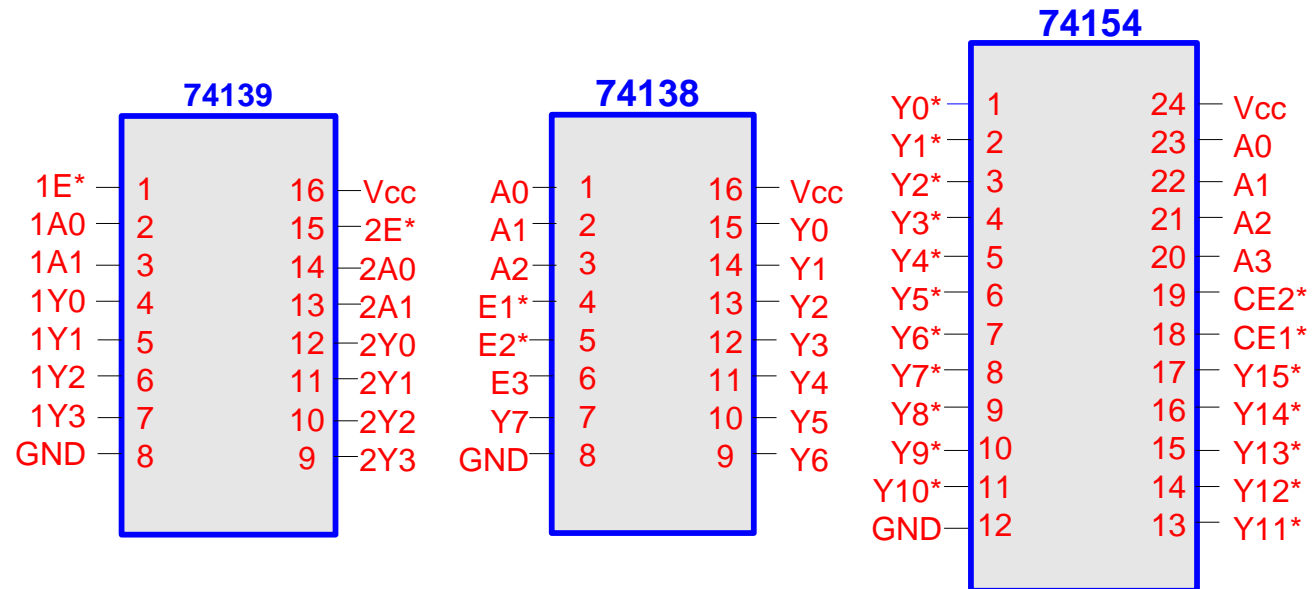 74154
74139
74138
1E* 1 16 Vcc
1A0 2 15 2E*
1A1 3 14 2A0
1Y0 4 13 2A1
1Y1 5 12 2Y0
1Y2 6 11 2Y1
1Y3 7 10 2Y2
GND 8 9 2Y3
A0 1 16 Vcc
A1 2 15 Y0
A2 3 14 Y1
E1* 4 13 Y2
E2* 5 12 Y3
E3 6 11 Y4
Y7 7 10 Y5
GND 8 9 Y6
Y0* 1 24 Vcc
Y1* 2 23 A0
Y2* 3 22 A1
Y3* 4 21 A2
Y4* 5 20 A3
Y5* 6 19 CE2*
Y6* 7 18 CE1*
Y7* 8 17 Y15*
Y8* 9 16 Y14*
Y9* 10 15 Y13*
Y10* 11 14 Y12*
GND 12 13 Y11*